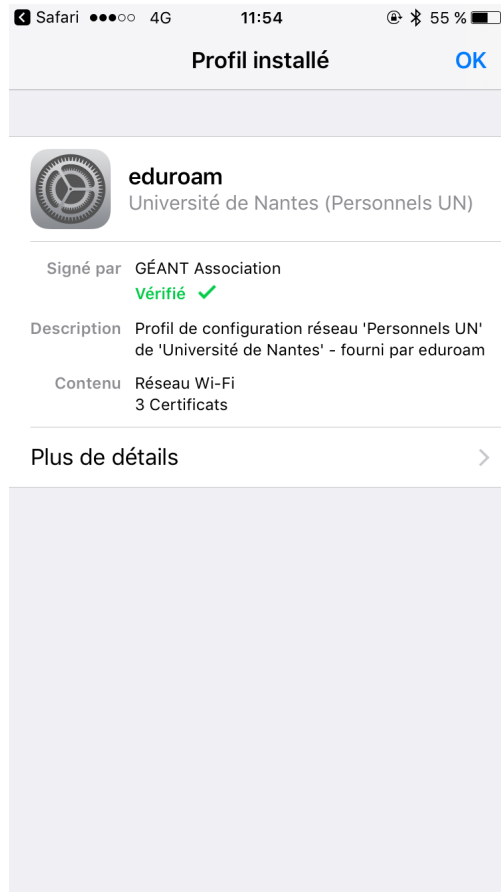 Safari 4G 11:54 55 %
Profil installé OK
eduroam
Université de Nantes (Personnels UN)
Signé par GÉANT Association
Vérifié
Description Profil de configuration réseau 'Personnels UN'
de 'Université de Nantes' - fourni par eduroam
Contenu Réseau Wi-Fi
3 Certificats
Plus de détails